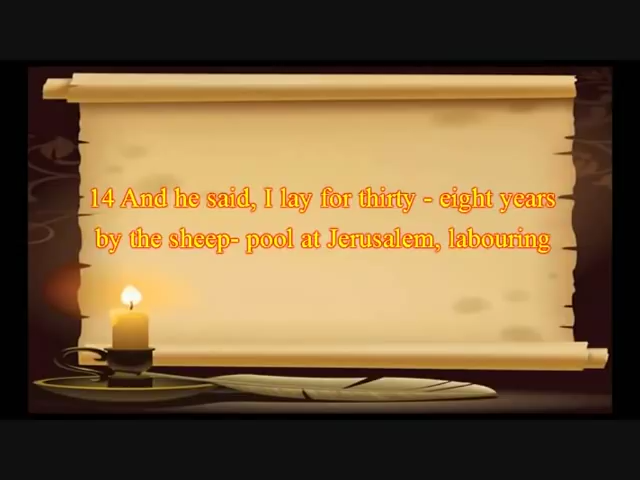 14 And he said, I lay for thirty - eight years
by the sheep- pool at Jerusalem, labouring